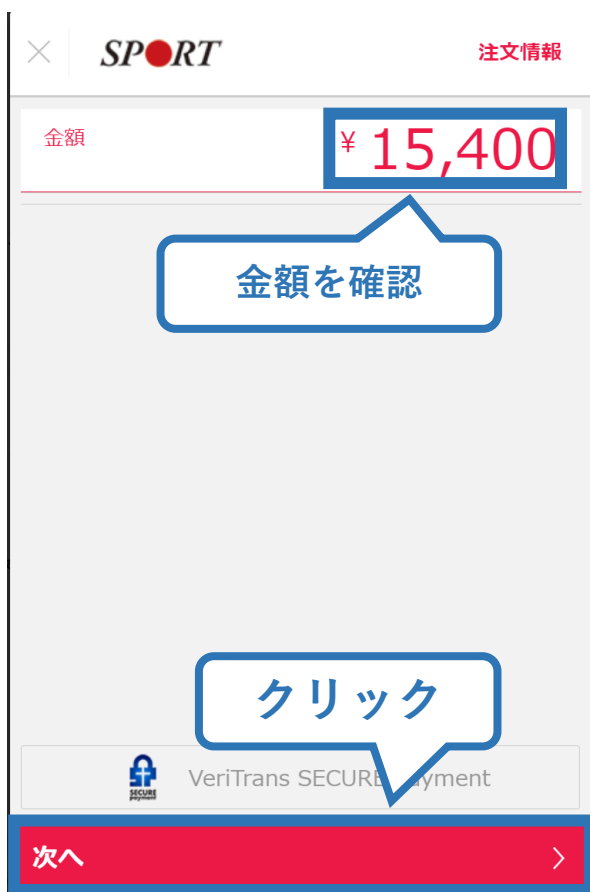 SPORT
注文情報
金額
¥ 15,400
金額を確認
クリック
SECURE
payment
VeriTrans SECURE Payment
次へ